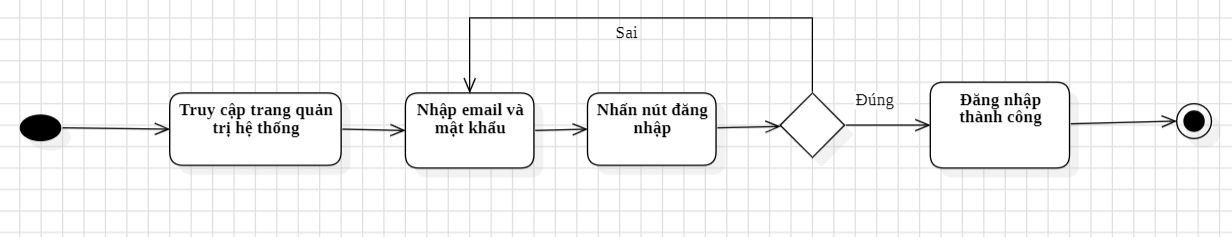 Sai
Truy cập trang quản
trị hệ thống
Nhập email và
mật khẩu
Nhấn nút đăng
nhập
Đúng
Đăng nhập
thành công